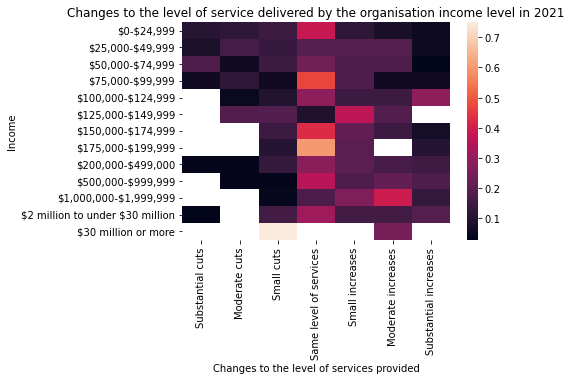 Changes to the level of service delivered by the organisation income level in 2021
Income
$0-$24,999
$25,000-$49,999
$50,000-$74,999
$75,000-$99,999
$100,000-$124,999
$125,000-$149,999
$150,000-$174,999
$175,000-$199,999
$200,000-$499,000
$500,000-$999,999
$1,000,000-$1,999,999
$2 million to under $30 million
$30 million or more
Substantial cuts
Moderate cuts
Small cuts
Same level of services
Small increases
Moderate increases
Substantial increases
Changes to the level of services provided
0.7
0.6
0.5
0.4
0.3
0.2
0.1